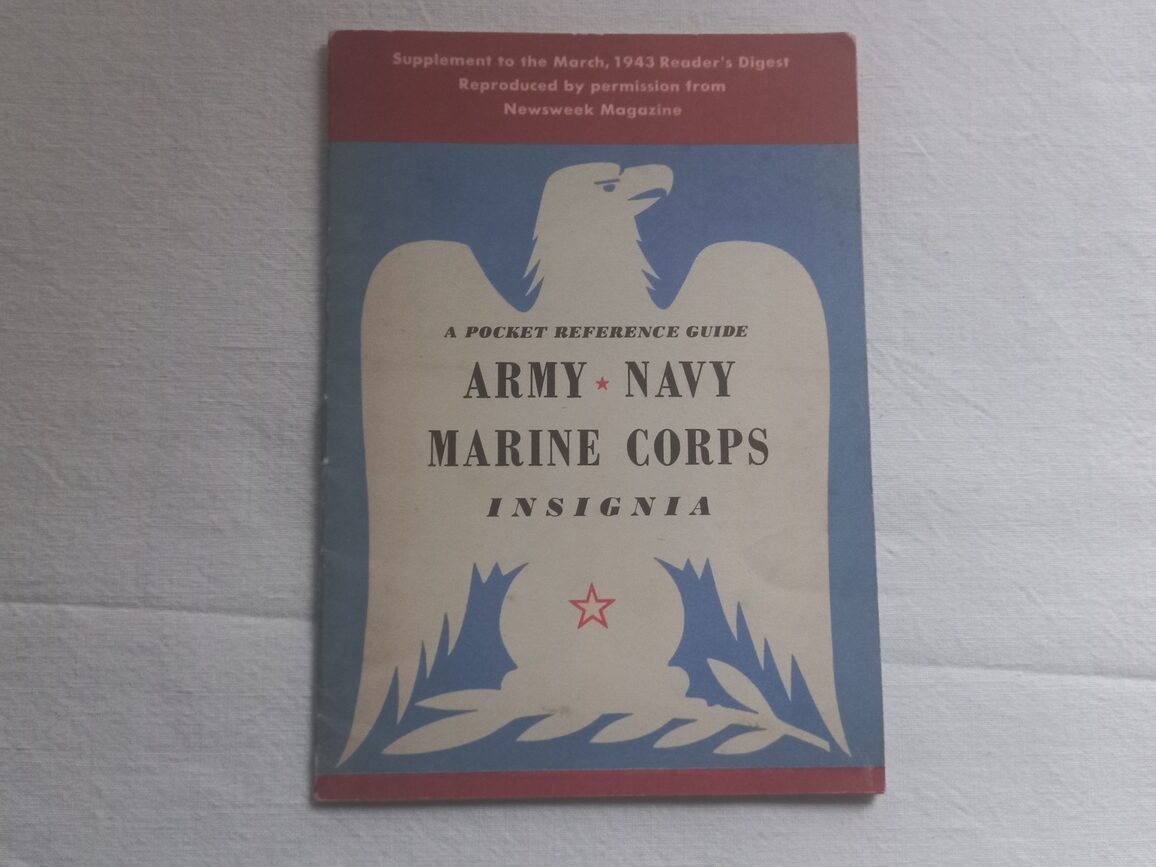 Supplement to the March, 1943 Reader's Digest
Reproduced by permission from
Newsweek Magazine
A POCKET REFERENCE GUIDE
ARMY ★ NAVY
MARINE CORPS
INSIGNIA